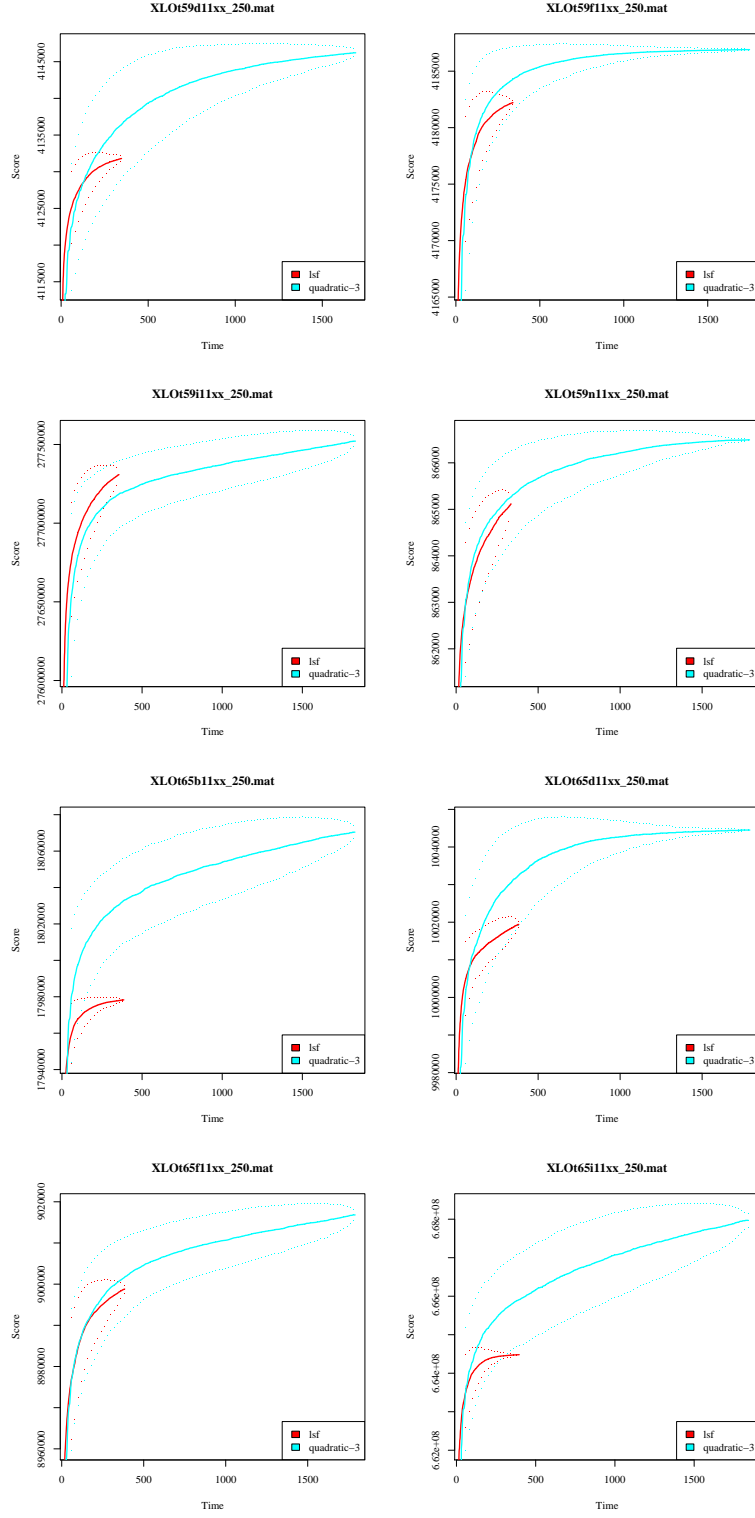 XLOt59d11xx_250.mat
Score
4115000 4125000 4135000 4145000
lsf
quadratic−3
0 500 1000 1500
Time
XLOt59f11xx_250.mat
Score
4165000 4170000 4175000 4180000 4185000
lsf
quadratic−3
0 500 1000 1500
Time
XLOt59i11xx_250.mat
Score
276000000 276500000 277000000 277500000
lsf
quadratic−3
0 500 1000 1500
Time
XLOt59n11xx_250.mat
Score
862000 863000 864000 865000 866000
lsf
quadratic−3
0 500 1000 1500
Time
XLOt65b11xx_250.mat
Score
17940000 17980000 18020000 18060000
lsf
quadratic−3
0 500 1000 1500
Time
XLOt65d11xx_250.mat
Score
9980000 10000000 10020000 10040000
lsf
quadratic−3
0 500 1000 1500
Time
XLOt65f11xx_250.mat
Score
8960000 8980000 9000000 9020000
lsf
quadratic−3
0 500 1000 1500
Time
XLOt65i11xx_250.mat
Score
6.62e+08 6.64e+08 6.66e+08 6.68e+08
lsf
quadratic−3
0 500 1000 1500
Time